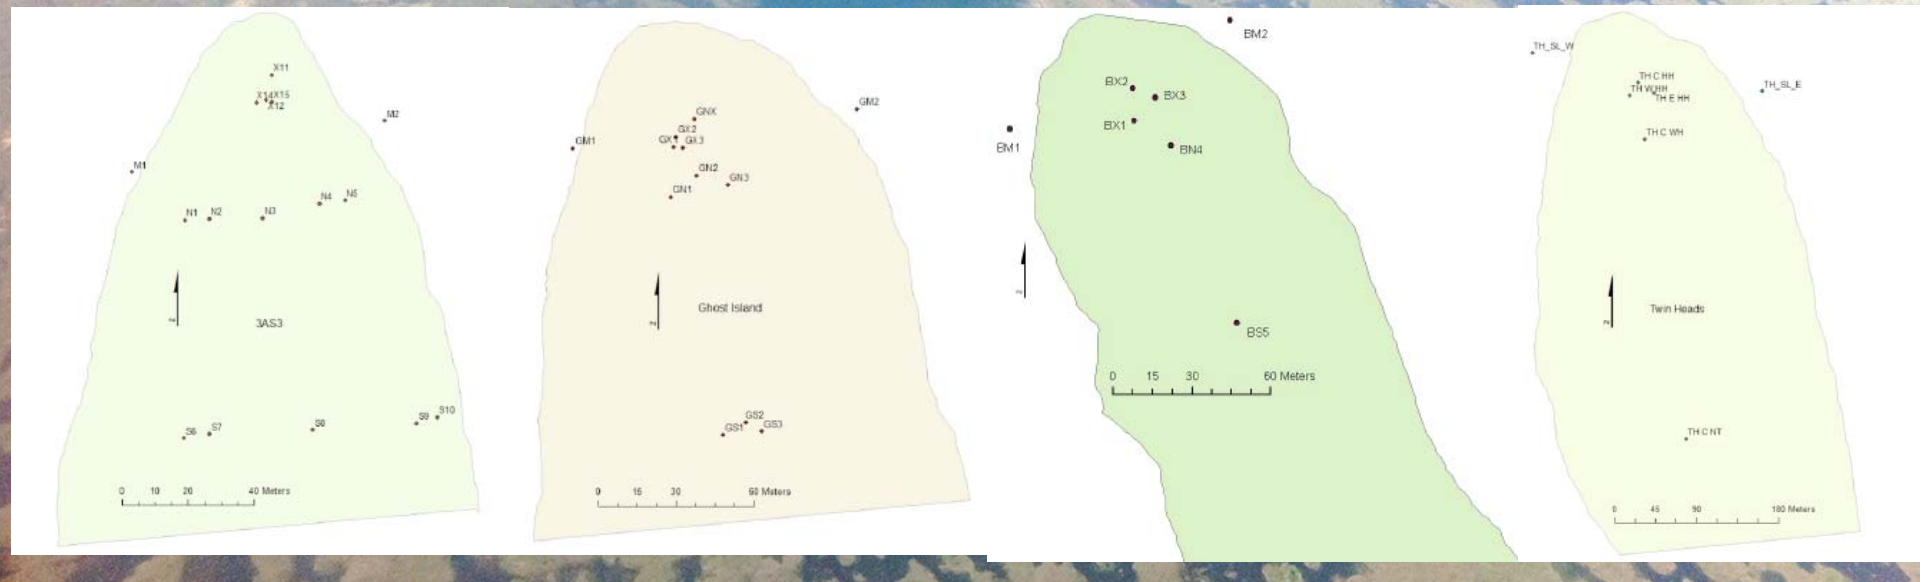 X11
X14X15
X12
M2
M1
N1
N2
N3
N4
N5
N
3AS3
S6
S7
S8
S9
S10
0 10 20 40 Meters
GM2
GNX
GX2
GM1
GX1
GX3
GN2
GN3
GN1
N
Ghost Island
GS2
GS1
GS3
0 15 30 60 Meters
BM2
BX2
BX3
BX1
BM1
BN4
N
BS5
0 15 30 60 Meters
TH_SL_W
TH C HH
TH_SL_E
TH W HH
TH E HH
TH C WH
N
Twin Heads
TH C NT
0 45 90 180 Meters